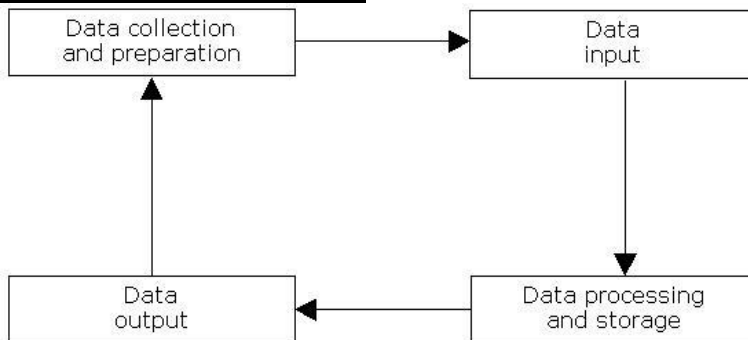 Data collection
and preparation
Data
input
Data processing
and storage
Data
output